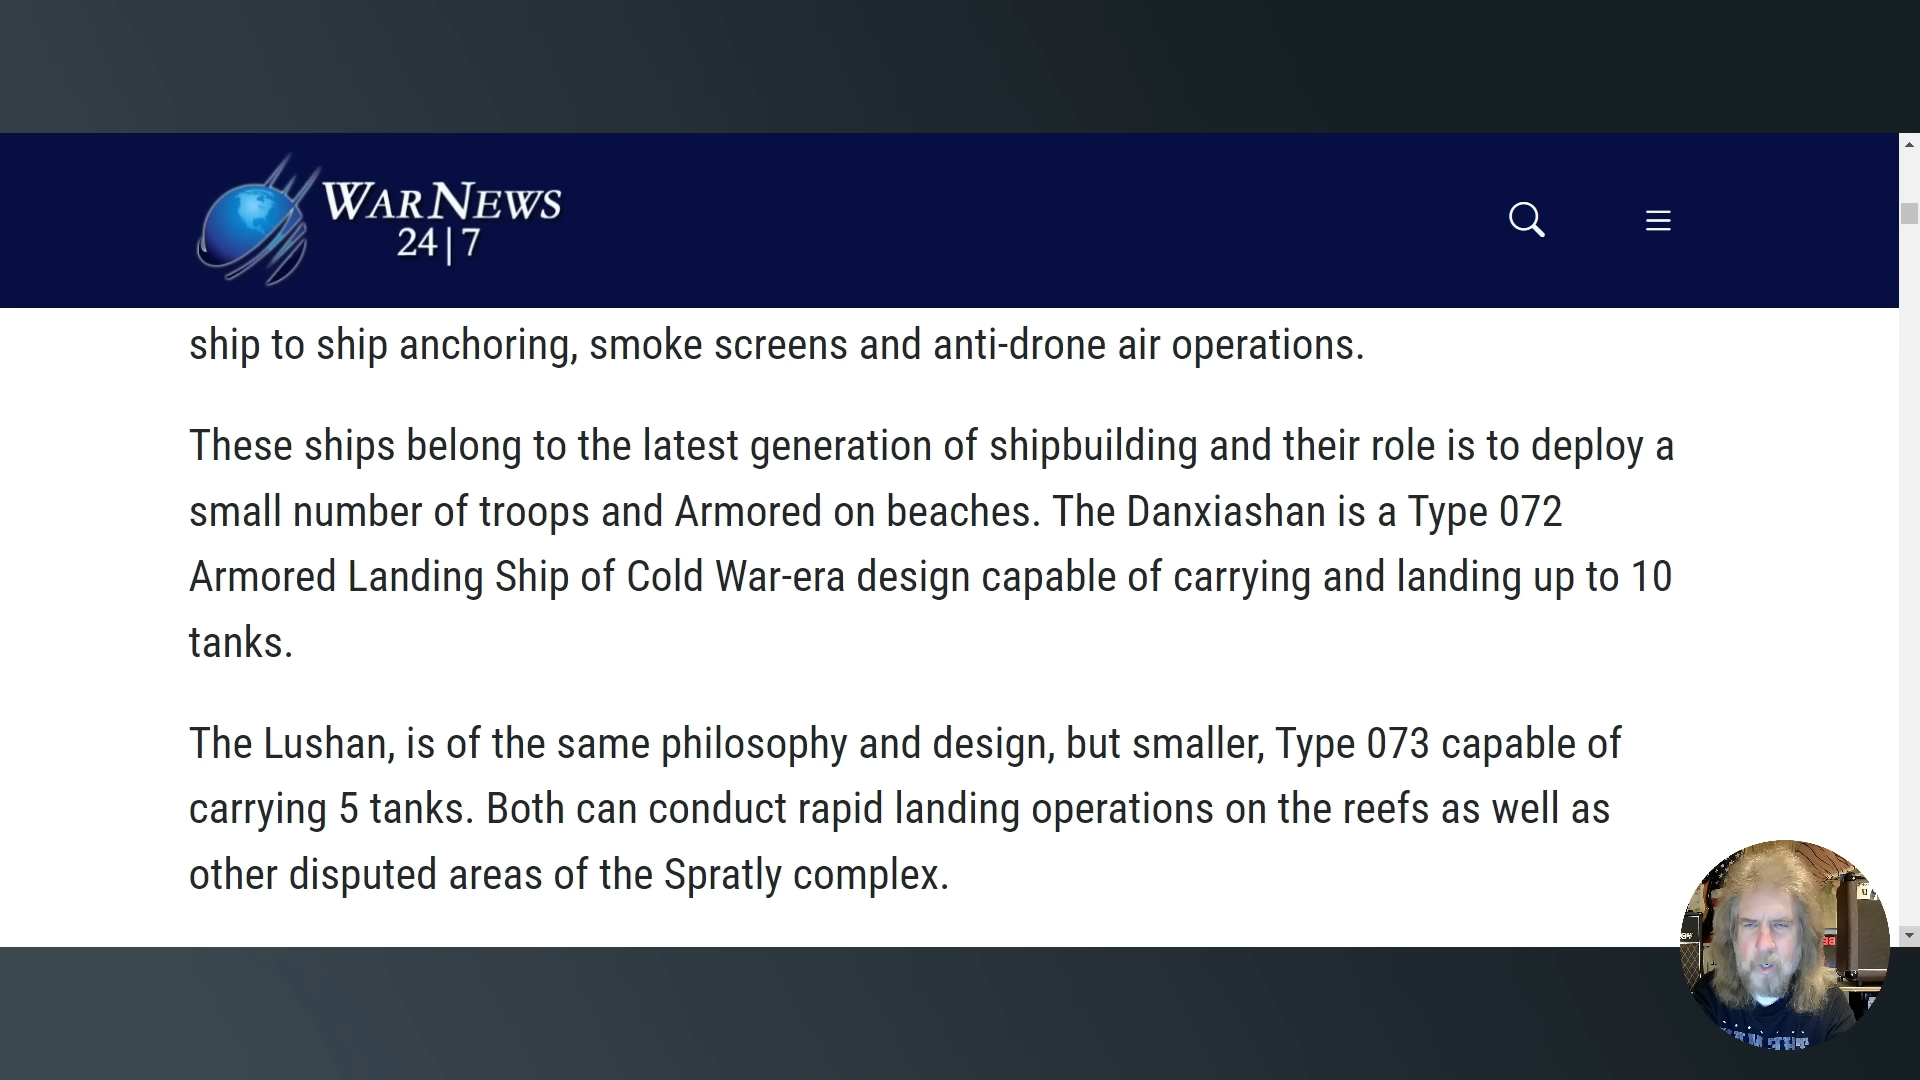 WAR NEWS
24|7
ship to ship anchoring, smoke screens and anti-drone air operations.
These ships belong to the latest generation of shipbuilding and their role is to deploy a
small number of troops and Armored on beaches. The Danxiashan is a Type 072
Armored Landing Ship of Cold War-era design capable of carrying and landing up to 10
tanks.
The Lushan, is of the same philosophy and design, but smaller, Type 073 capable of
carrying 5 tanks. Both can conduct rapid landing operations on the reefs as well as
other disputed areas of the Spratly complex.